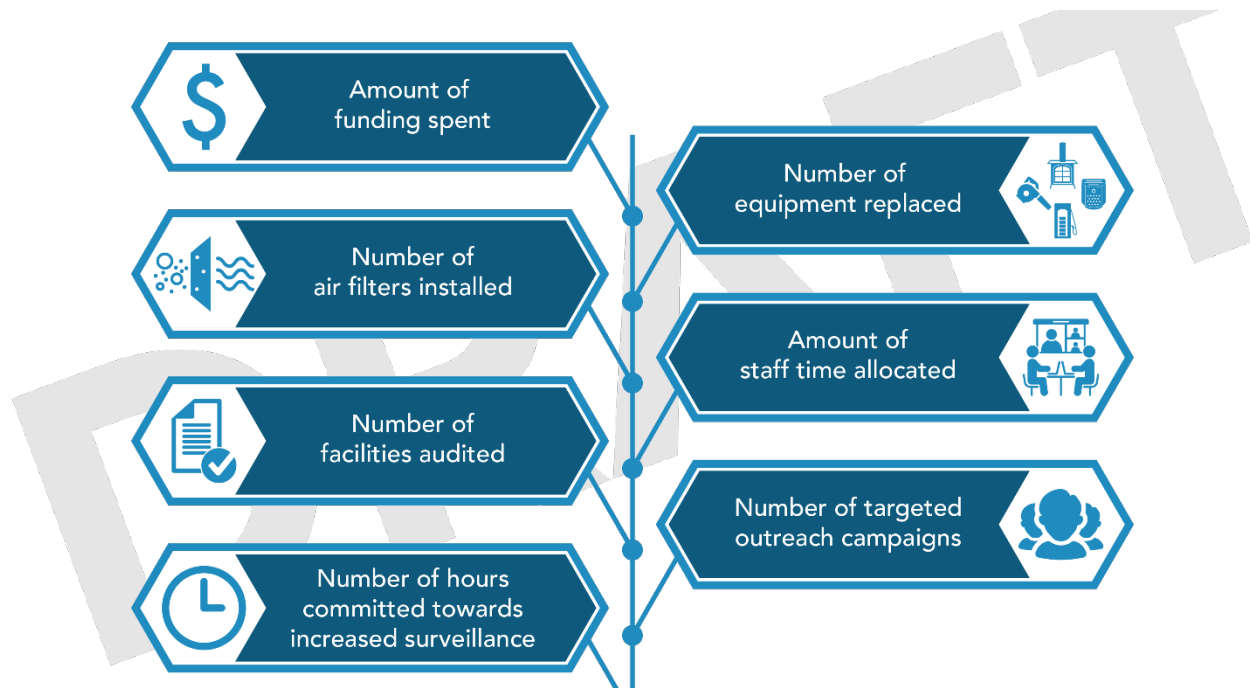 Amount of
funding spent
Number of
equipment replaced
Number of
air filters installed
Amount of
staff time allocated
Number of
facilities audited
Number of targeted
outreach campaigns
Number of hours
committed towards
increased surveillance
DRAFT